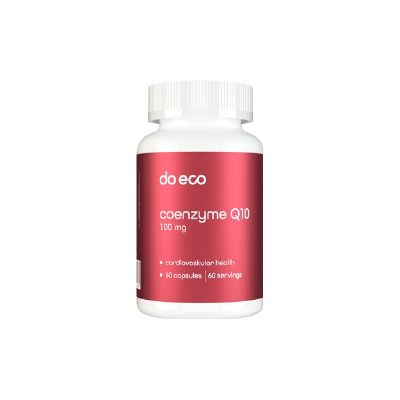 do eco
coenzyme Q10
100 mg
cardiovaskular health
60 capsules | 60 servings